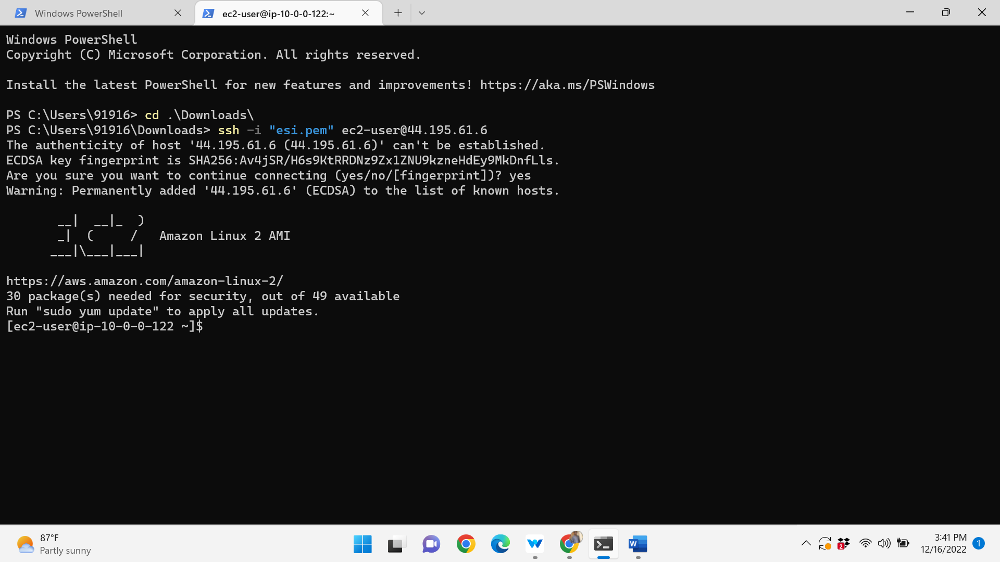 Windows PowerShell
ec2-user@ip-10-0-0-122:~
Windows PowerShell
Copyright (C) Microsoft Corporation. All rights reserved.
Install the latest PowerShell for new features and improvements! https://aka.ms/PSWindows
PS C:\Users\91916> cd .\Downloads\
PS C:\Users\91916\Downloads> ssh -i "esi.pem" ec2-user@44.195.61.6
The authenticity of host '44.195.61.6 (44.195.61.6)' can't be established.
ECDSA key fingerprint is SHA256:Av4jSR/H6s9KtRRDNz9Zx1ZNU9kzneHdEy9MkDnfLls.
Are you sure you want to continue connecting (yes/no/[fingerprint])? yes
Warning: Permanently added '44.195.61.6' (ECDSA) to the list of known hosts.
       __|  __|_  )
       _|  (     /   Amazon Linux 2 AMI
      ___|\___|___|
https://aws.amazon.com/amazon-linux-2/
30 package(s) needed for security, out of 49 available
Run "sudo yum update" to apply all updates.
[ec2-user@ip-10-0-0-122 ~]$
87°F
Partly sunny
W
2
3:41 PM
12/16/2022
1